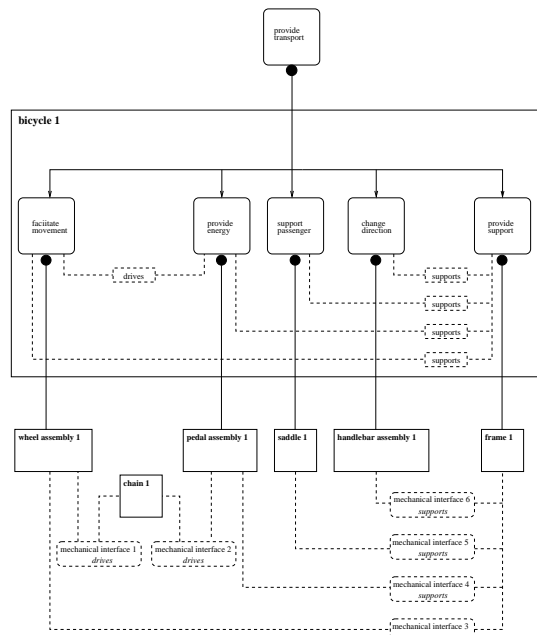 provide
transport
bicycle 1
faciitate
movement
provide
energy
support
passenger
change
direction
provide
support
drives
supports
supports
supports
supports
wheel assembly 1
pedal assembly 1
saddle 1
handlebar assembly 1
frame 1
chain 1
mechanical interface 6
supports
mechanical interface 1
drives
mechanical interface 2
drives
mechanical interface 5
supports
mechanical interface 4
supports
mechanical interface 3